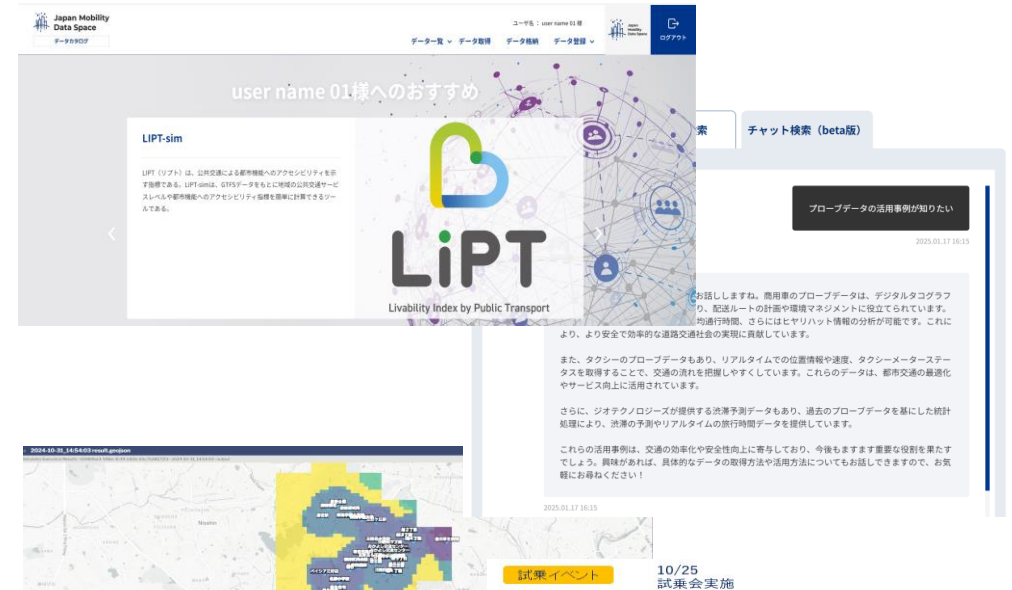 Japan Mobility
Data Space
データカタログ
ユーザ名 : user name 01 様
データ一覧 データ取得 データ格納 データ登録
Japan
Mobility
Data Space
ログアウト
user name 01様へのおすすめ
LIPT-sim
LIPT（リプト）は、公共交通による都市機能へのアクセシビリティを示
す指標である。LIPT-simは、GTFSデータをもとに地域の公共交通サービ
スレベルや都市機能へのアクセシビリティ指標を簡単に計算できるツー
ルである。
LiPT
Livability Index by Public Transport
索
チャット検索（beta版）
プローブデータの活用事例が知りたい
2025.01.17 16:15
お話ししますね。商用車のプローブデータは、デジタルタコグラフ
り、配送ルートの計画や環境マネジメントに役立てられています。
均通行時間、さらにはヒヤリハット情報の分析が可能です。これに
より、より安全で効率的な道路交通社会の実現に貢献しています。
また、タクシーのプローブデータもあり、リアルタイムでの位置情報や速度、タクシーメーターステー
タスを取得することで、交通の流れを把握しやすくしています。これらのデータは、都市交通の最適化
やサービス向上に活用されています。
さらに、ジオテクノロジーズが提供する渋滞予測データもあり、過去のプローブデータを基にした統計
処理により、渋滞の予測やリアルタイムの旅行時間データを提供しています。
これらの活用事例は、交通の効率化や安全性向上に寄与しており、今後もますます重要な役割を果たす
でしょう。興味があれば、具体的なデータの取得方法や活用方法についてもお話しできますので、お気
軽にお尋ねください！
2025.01.17 16:15
2024-10-31_14:54:03 result.geojson
Nisshin
試乗イベント
10/25
試乗会実施